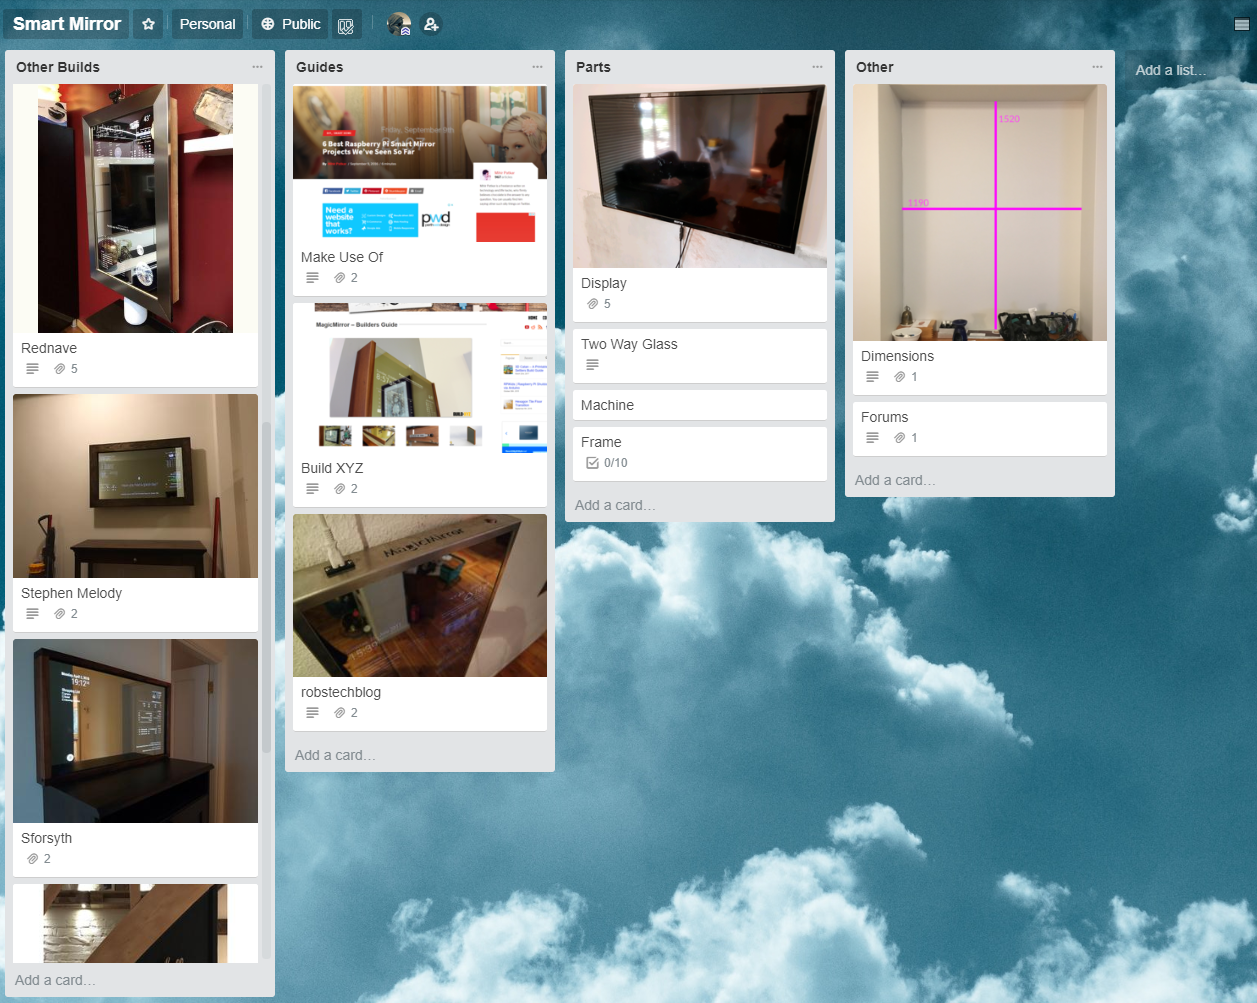 Smart Mirror
Personal
Public
Other Builds
Rednave
5
Stephen Melody
2
Sforsyth
2
Add a card…
Guides
Friday, September 9th
6 Best Raspberry Pi Smart Mirror
Projects We've Seen So Far
Need a
website
that
works?
pwd
Make Use Of
2
MagicMirror – Builders Guide
Build XYZ
2
MagicMirror
robstechblog
2
Add a card…
Parts
Display
5
Two Way Glass
Machine
Frame
0/10
Add a card…
Other
1520
1190
Dimensions
1
Forums
1
Add a card…
Add a list…